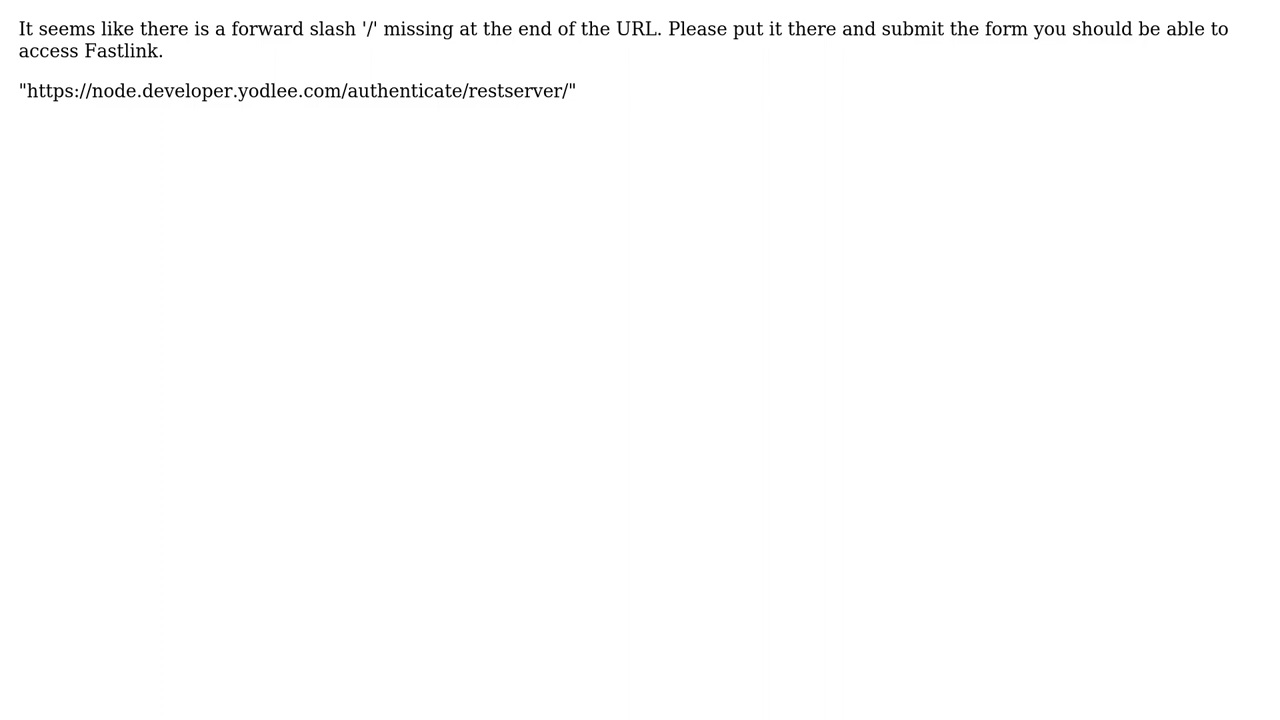 It seems like there is a forward slash '/' missing at the end of the URL. Please put it there and submit the form you should be able to
access Fastlink.
"https://node.developer.yodlee.com/authenticate/restserver/"